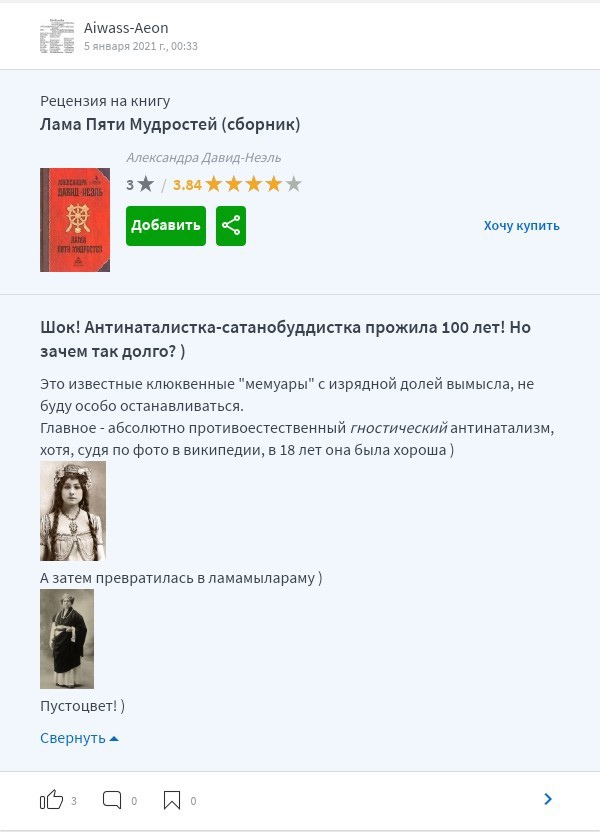 Aiwass-Aeon
5 января 2021 г., 00:33
Рецензия на книгу
Лама Пяти Мудростей (сборник)
Александра Давид-Неэль
3 / 3.84
АЛЕКСАНДРА
ДАВИД-НЕЭЛЬ
ЛАМА
ПЯТИ МУДРОСТЕЙ
Добавить
Хочу купить
Шок! Антинаталистка-сатанобуддистка прожила 100 лет! Но
зачем так долго? )
Это известные клюквенные "мемуары" с изрядной долей вымысла, не
буду особо останавливаться.
Главное - абсолютно противоестественный гностический антинатализм,
хотя, судя по фото в википедии, в 18 лет она была хороша )
А затем превратилась в ламамылараму )
Пустоцвет! )
Свернуть
3 0 0